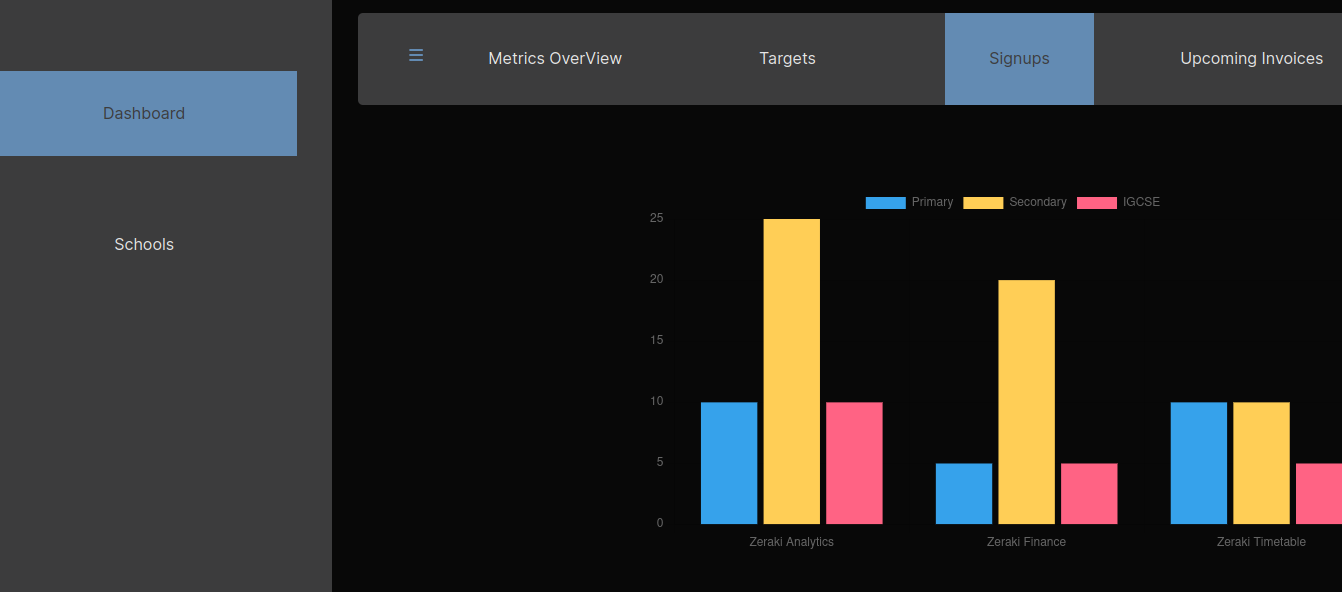 Metrics OverView
Targets
Signups
Upcoming Invoices
Dashboard
Schools
Primary
Secondary
IGCSE
25
20
15
10
5
0
Zeraki Analytics
Zeraki Finance
Zeraki Timetable